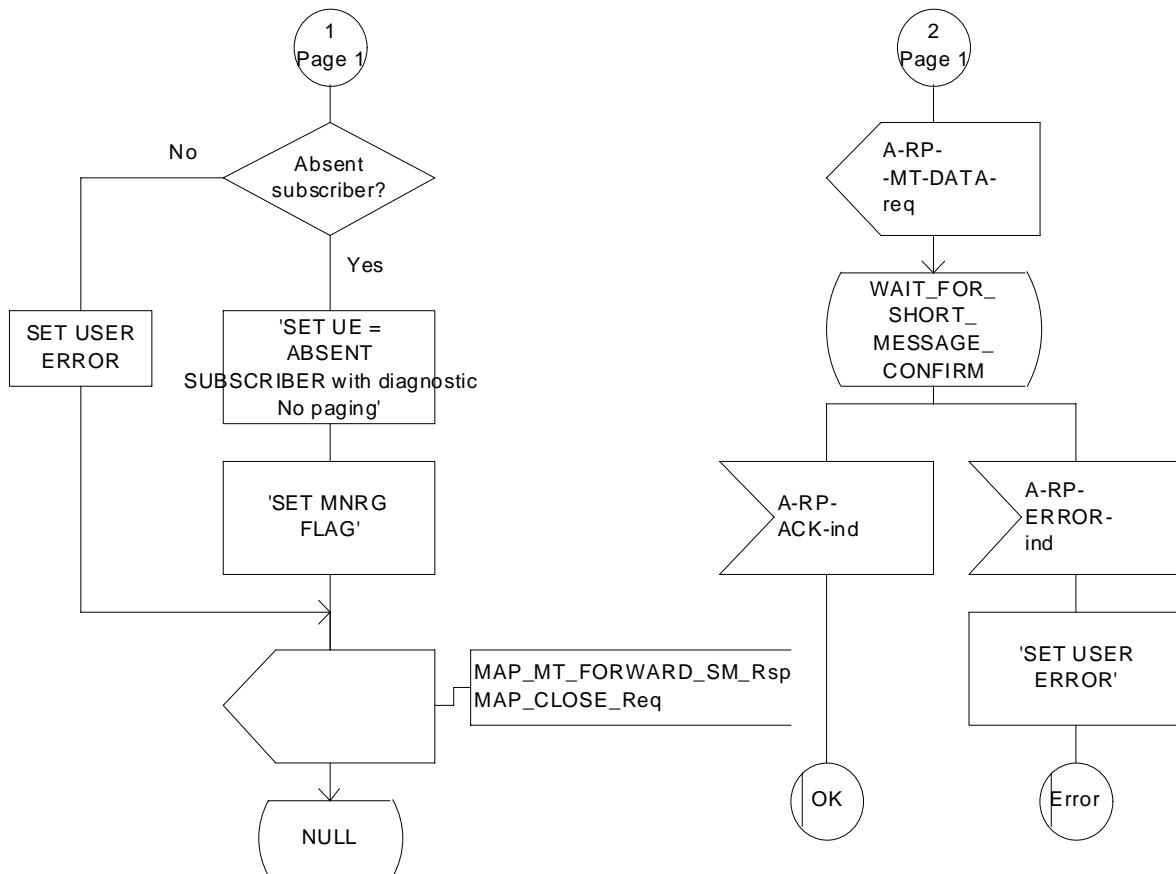 1
Page 1
No
Absent
subscriber?
Yes
SET USER
ERROR
'SET UE =
ABSENT
SUBSCRIBER with diagnostic
No paging'
'SET MNRG
FLAG'
MAP_MT_FORWARD_SM_Rsp
MAP_CLOSE_Req
NULL
2
Page 1
A-RP-
-MT-DATA-
req
WAIT_FOR_
SHORT_
MESSAGE_
CONFIRM
A-RP-
ACK-ind
A-RP-
ERROR-
ind
'SET USER
ERROR'
OK
Error